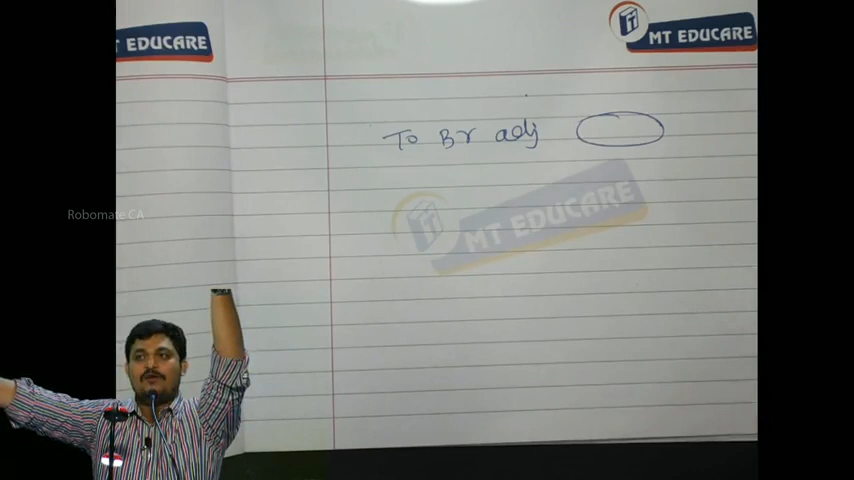 EDUCARE
MT EDUCARE
To Br adj
MT EDUCARE
Robomate CA